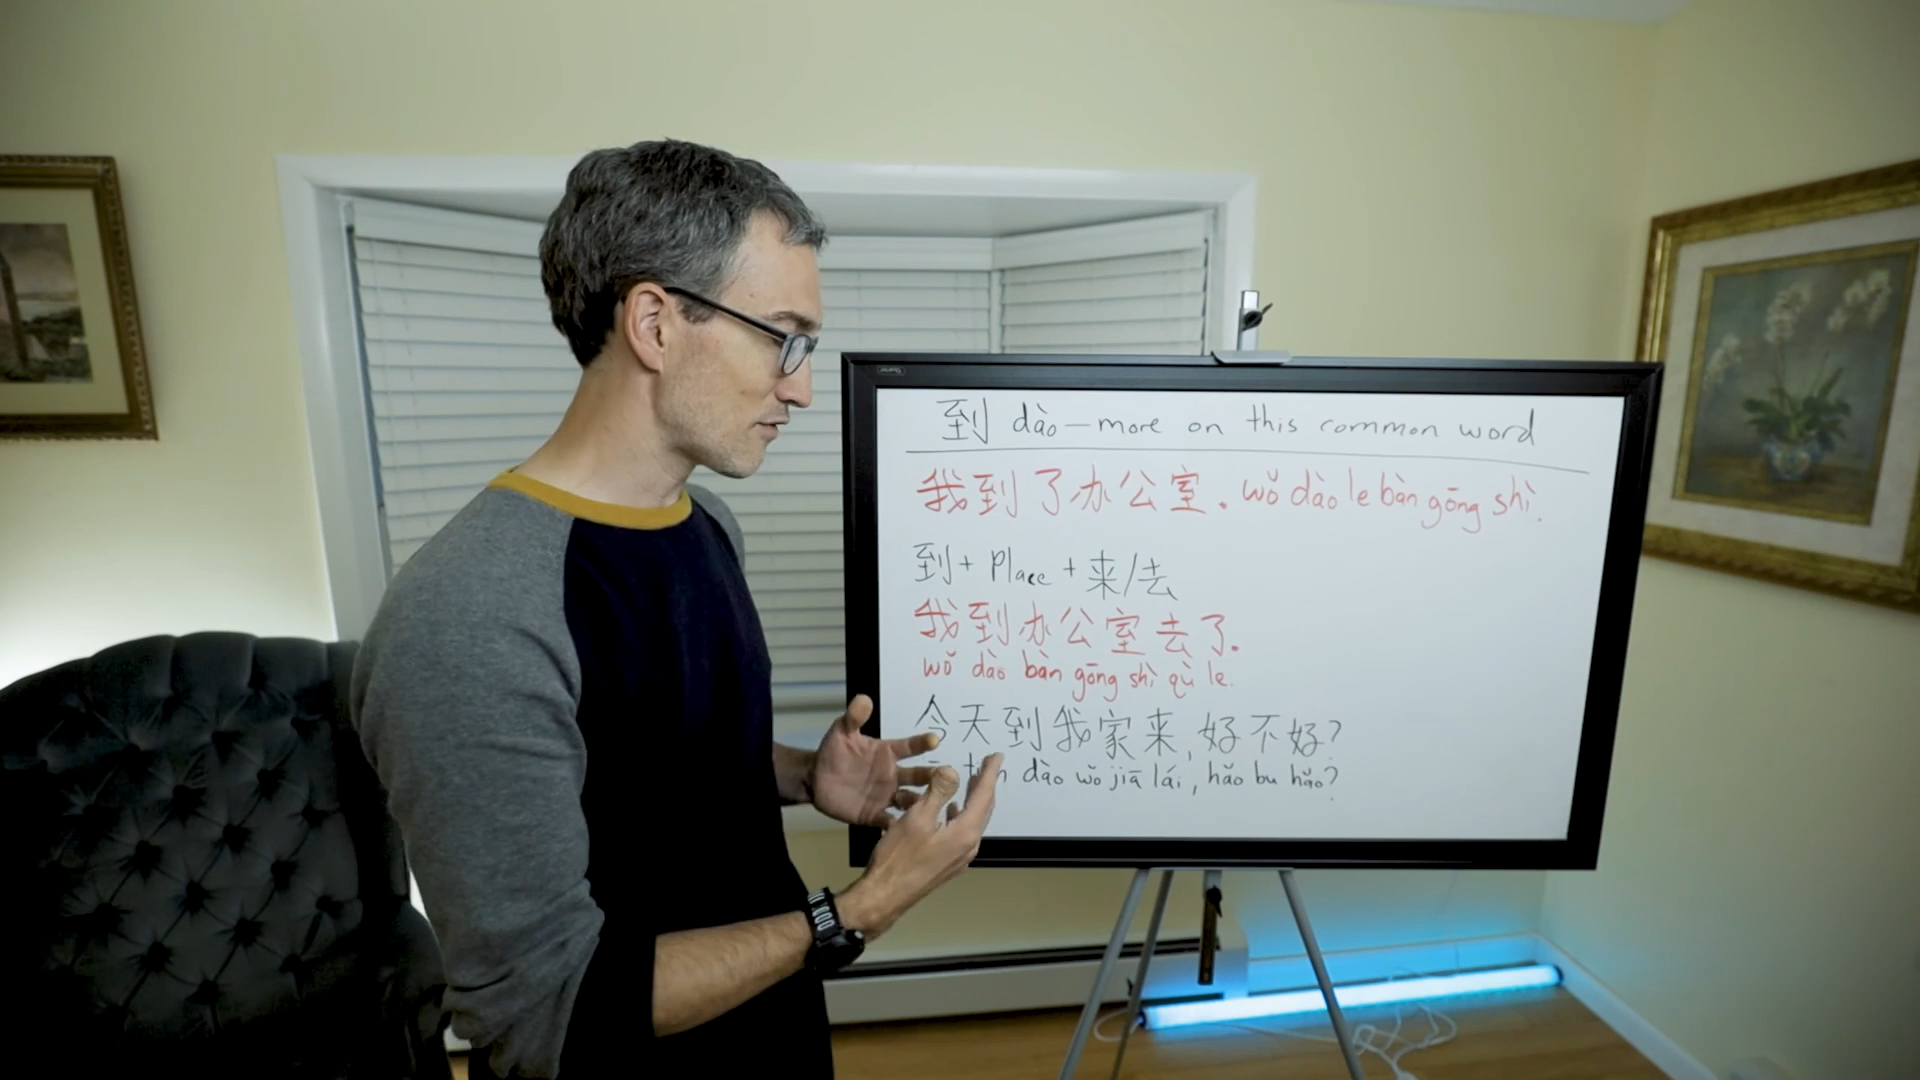 到 dào — more on this common word
我到了办公室. wǒ dào le bàn gōng shì.
到 + Place + 来/去
我到办公室去了.
wǒ dào bàn gōng shì qù le.
今天到我家来, 好不好?
dào wǒ jiā lái, hǎo bu hǎo?